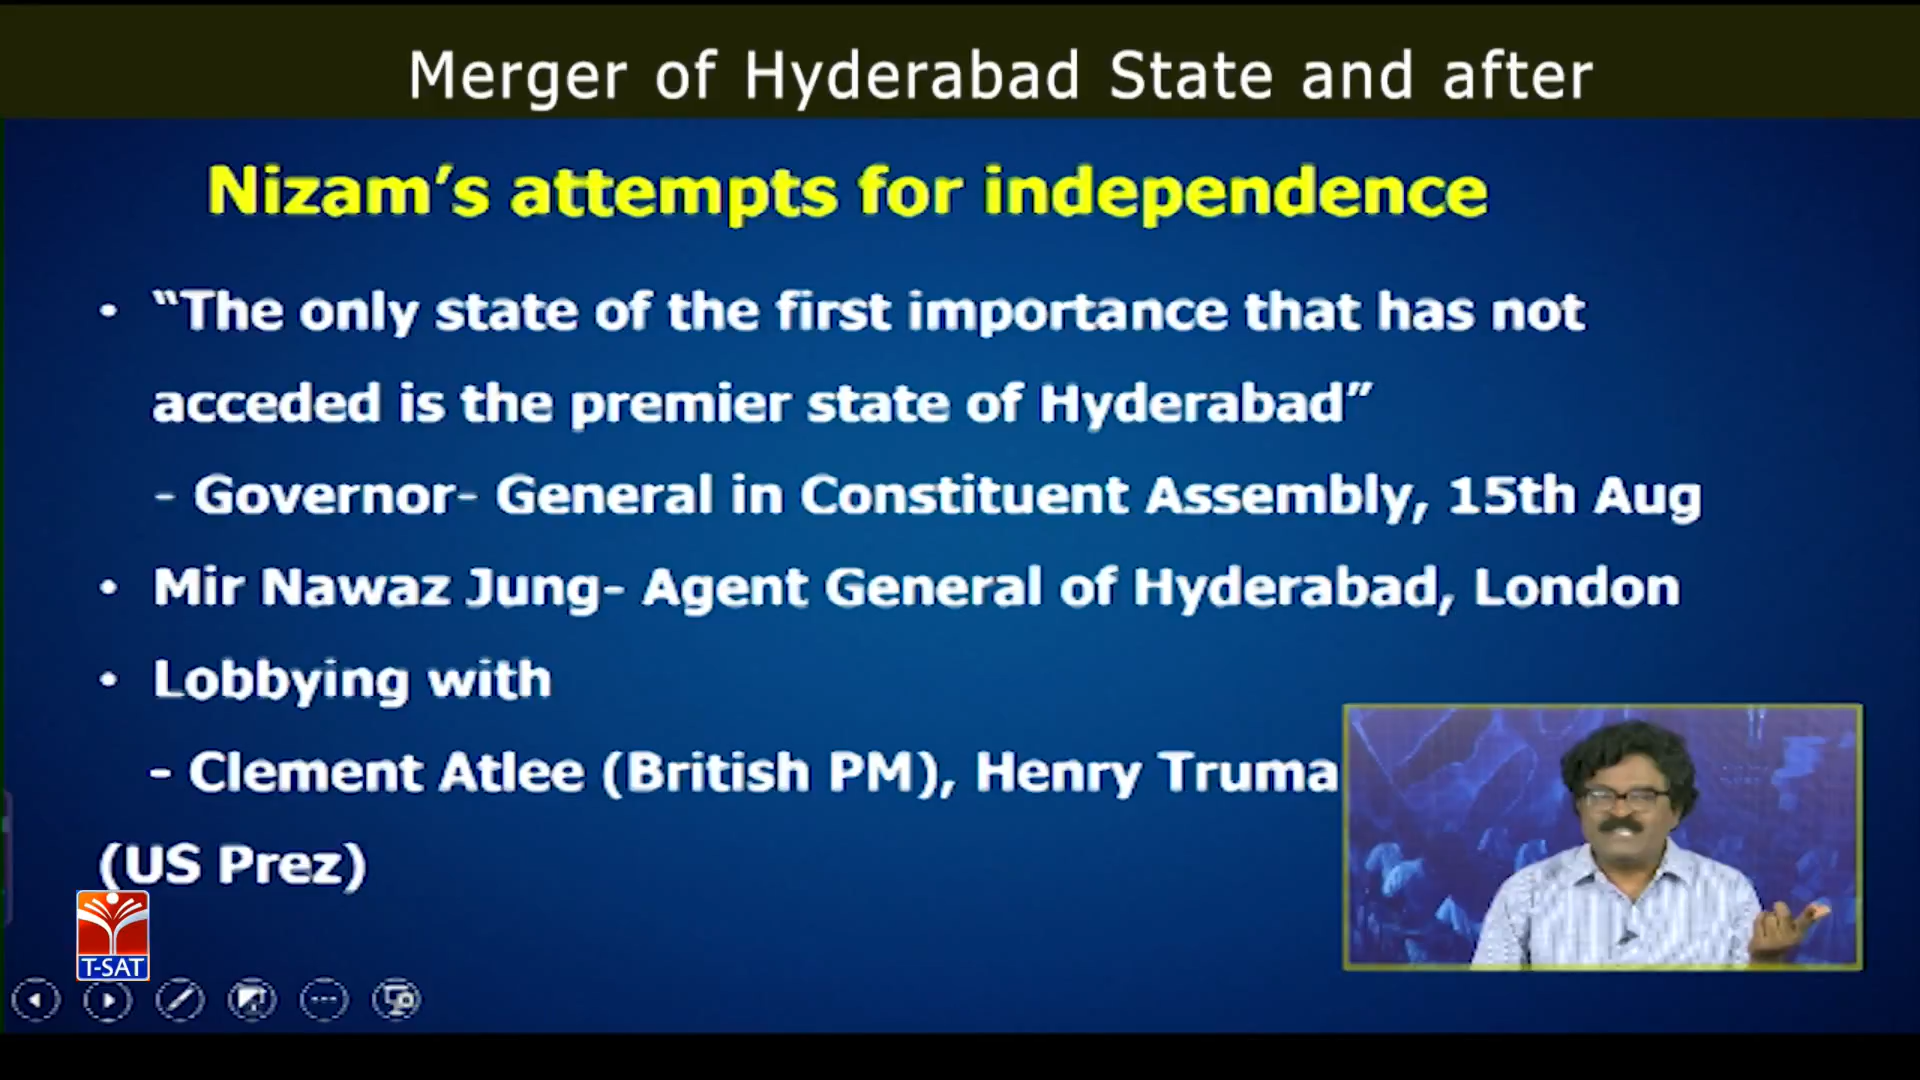 Merger of Hyderabad State and after
Nizam's attempts for independence
• “The only state of the first importance that has not
acceded is the premier state of Hyderabad”
- Governor- General in Constituent Assembly, 15th Aug
• Mir Nawaz Jung- Agent General of Hyderabad, London
• Lobbying with
- Clement Atlee (British PM), Henry Truma
(US Prez)
T-SAT